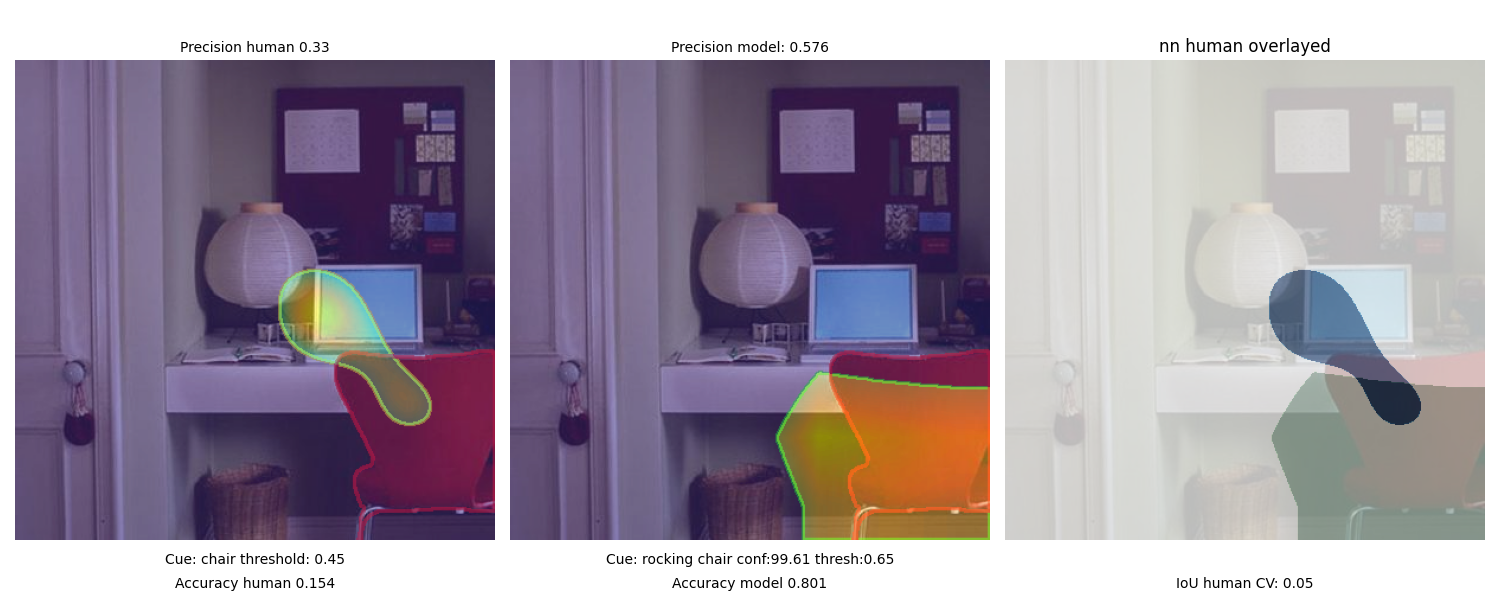 Precision human 0.33
Precision model: 0.576
nn human overlayed
Cue: chair threshold: 0.45
Accuracy human 0.154
Cue: rocking chair conf:99.61 thresh:0.65
Accuracy model 0.801
IoU human CV: 0.05